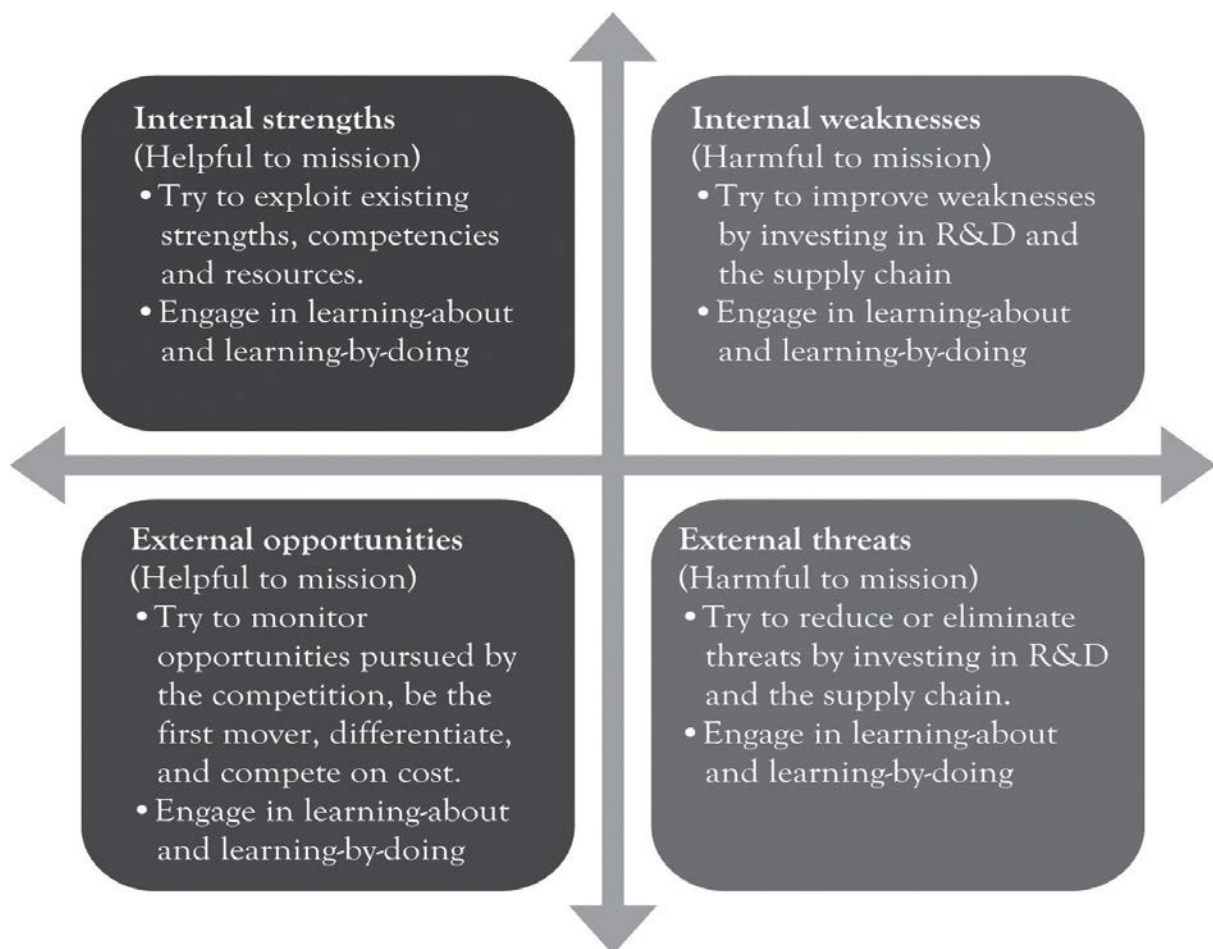 Internal strengths
(Helpful to mission)
• Try to exploit existing
strengths, competencies
and resources.
• Engage in learning-about
and learning-by-doing
Internal weaknesses
(Harmful to mission)
• Try to improve weaknesses
by investing in R&D and
the supply chain
• Engage in learning-about
and learning-by-doing
External opportunities
(Helpful to mission)
• Try to monitor
opportunities pursued by
the competition, be the
first mover, differentiate,
and compete on cost.
• Engage in learning-about
and learning-by-doing
External threats
(Harmful to mission)
• Try to reduce or eliminate
threats by investing in R&D
and the supply chain.
• Engage in learning-about
and learning-by-doing